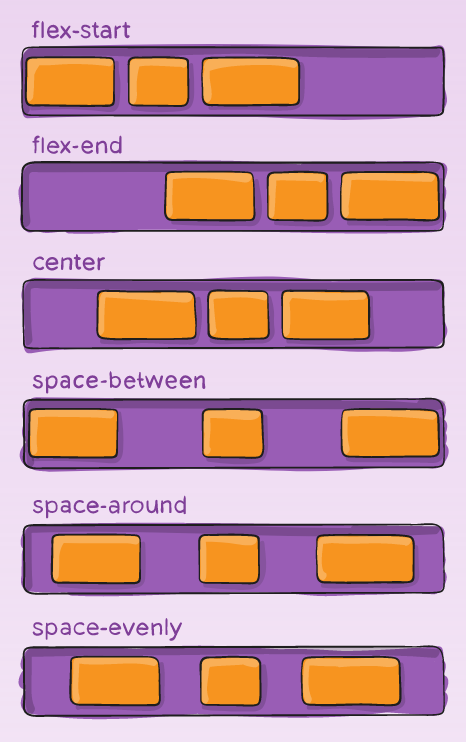 flex-start
flex-end
center
space-between
space-around
space-evenly